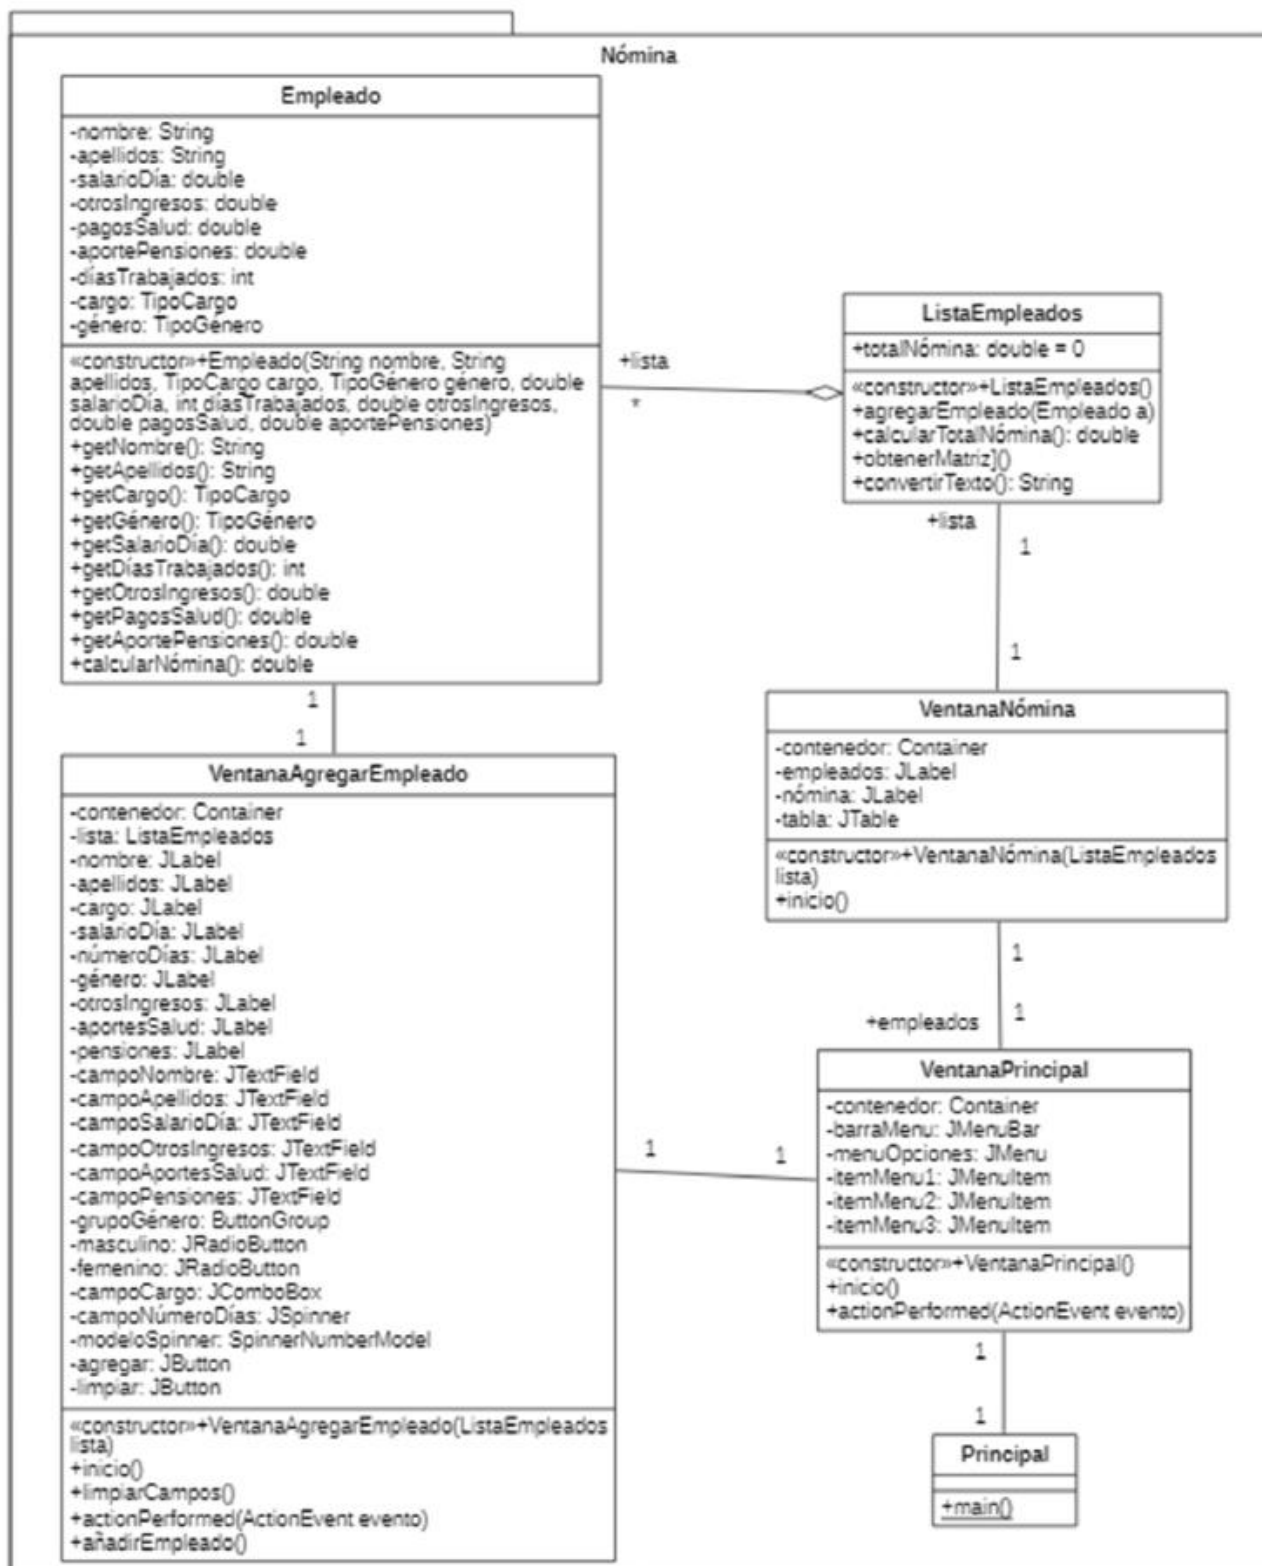 Nómina
Empleado
-nombre: String
-apellidos: String
-salarioDía: double
-otrosIngresos: double
-pagosSalud: double
-aportePensiones: double
-díasTrabajados: int
-cargo: TipoCargo
-género: TipoGénero
«constructor»+Empleado(String nombre, String
apellidos, TipoCargo cargo, TipoGénero género, double
salarioDía, int díasTrabajados, double otrosIngresos,
double pagosSalud, double aportePensiones)
+getNombre(): String
+getApellidos(): String
+getCargo(): TipoCargo
+getGénero(): TipoGénero
+getSalarioDía(): double
+getDíasTrabajados(): int
+getOtrosIngresos(): double
+getPagosSalud(): double
+getAportePensiones(): double
+calcularNómina(): double
+lista
*
ListaEmpleados
+totalNómina: double = 0
«constructor»+ListaEmpleados()
+agregarEmpleado(Empleado a)
+calcularTotalNómina(): double
+obtenerMatriz]()
+convertirTexto(): String
+lista
1
1
VentanaNómina
-contenedor: Container
-empleados: JLabel
-nómina: JLabel
-tabla: JTable
«constructor»+VentanaNómina(ListaEmpleados
lista)
+inicio()
1
+empleados
1
1
1
VentanaAgregarEmpleado
-contenedor: Container
-lista: ListaEmpleados
-nombre: JLabel
-apellidos: JLabel
-cargo: JLabel
-salarioDía: JLabel
-númeroDías: JLabel
-género: JLabel
-otrosIngresos: JLabel
-aportesSalud: JLabel
-pensiones: JLabel
-campoNombre: JTextField
-campoApellidos: JTextField
-campoSalarioDía: JTextField
-campoOtrosIngresos: JTextField
-campoAportesSalud: JTextField
-campoPensiones: JTextField
-grupoGénero: ButtonGroup
-masculino: JRadioButton
-femenino: JRadioButton
-campoCargo: JComboBox
-campoNúmeroDías: JSpinner
-modeloSpinner: SpinnerNumberModel
-agregar: JButton
-limpiar: JButton
«constructor»+VentanaAgregarEmpleado(ListaEmpleados
lista)
+inicio()
+limpiarCampos()
+actionPerformed(ActionEvent evento)
+añadirEmpleado()
1
1
VentanaPrincipal
-contenedor: Container
-barraMenu: JMenuBar
-menuOpciones: JMenu
-itemMenu1: JMenuItem
-itemMenu2: JMenuItem
-itemMenu3: JMenuItem
«constructor»+VentanaPrincipal()
+inicio()
+actionPerformed(ActionEvent evento)
1
1
Principal
+main()